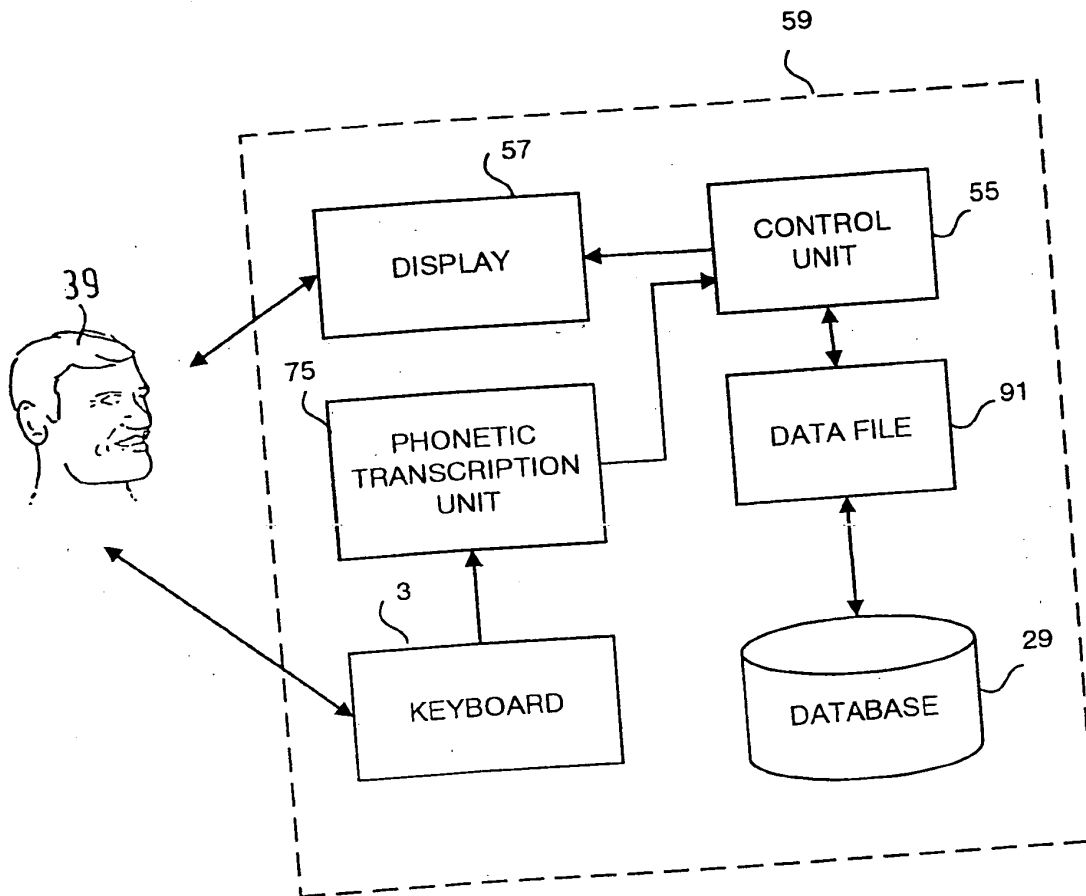 59
57
55
DISPLAY
CONTROL
UNIT
39
75
91
PHONETIC
TRANSCRIPTION
UNIT
DATA FILE
3
29
KEYBOARD
DATABASE